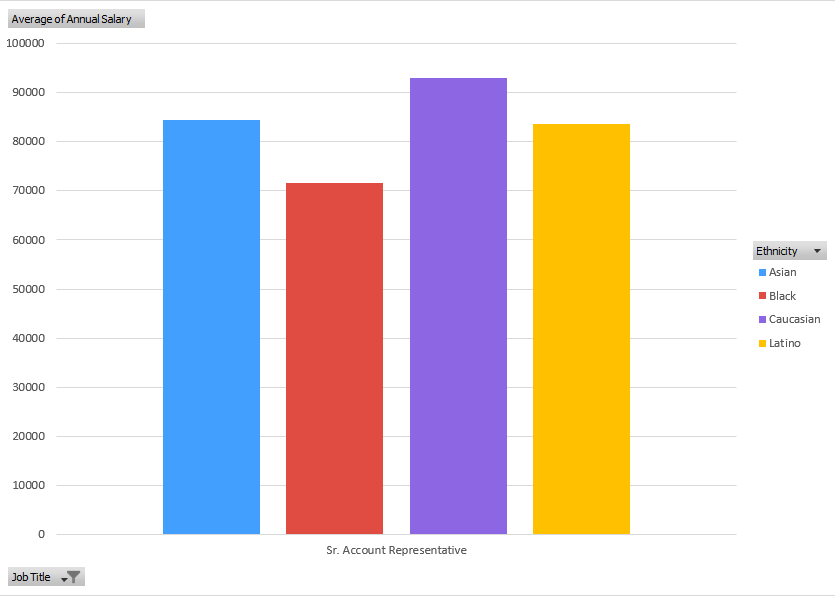 Average of Annual Salary
100000
90000
80000
70000
60000
50000
40000
30000
20000
10000
0
Sr. Account Representative
Ethnicity
Asian
Black
Caucasian
Latino
Job Title